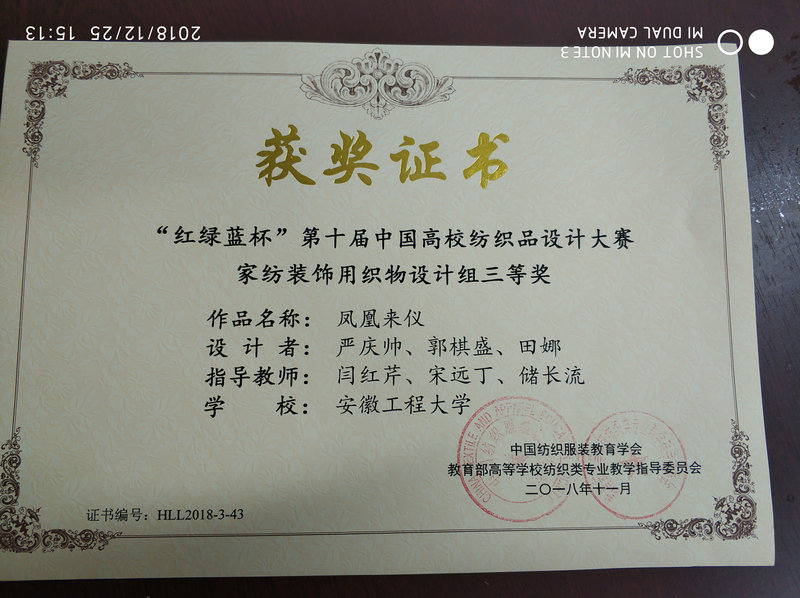 获奖证书
“红绿蓝杯”第十届中国高校纺织品设计大赛
家纺装饰用织物设计组三等奖
作品名称： 凤凰来仪
设 计 者： 严庆帅、郭棋盛、田娜
指导教师： 闫红芹、宋远丁、储长流
学 校： 安徽工程大学
中国纺织服装教育学会
教育部高等学校纺织类专业教学指导委员会
二〇一八年十一月
证书编号：HLL2018-3-43
SHOT ON MI NOTE 3
MI DUAL CAMERA
2018/12/25 15:13